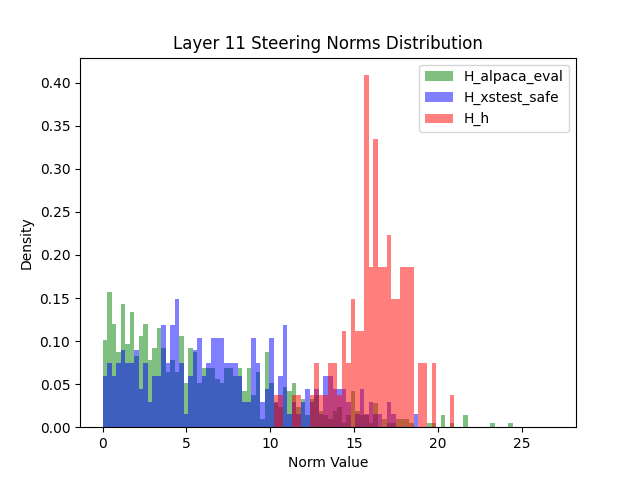 Layer 11 Steering Norms Distribution
H_alpaca_eval
H_xstest_safe
H_h
0.40
0.35
0.30
0.25
0.20
0.15
0.10
0.05
0.00
Density
0
5
10
15
20
25
Norm Value